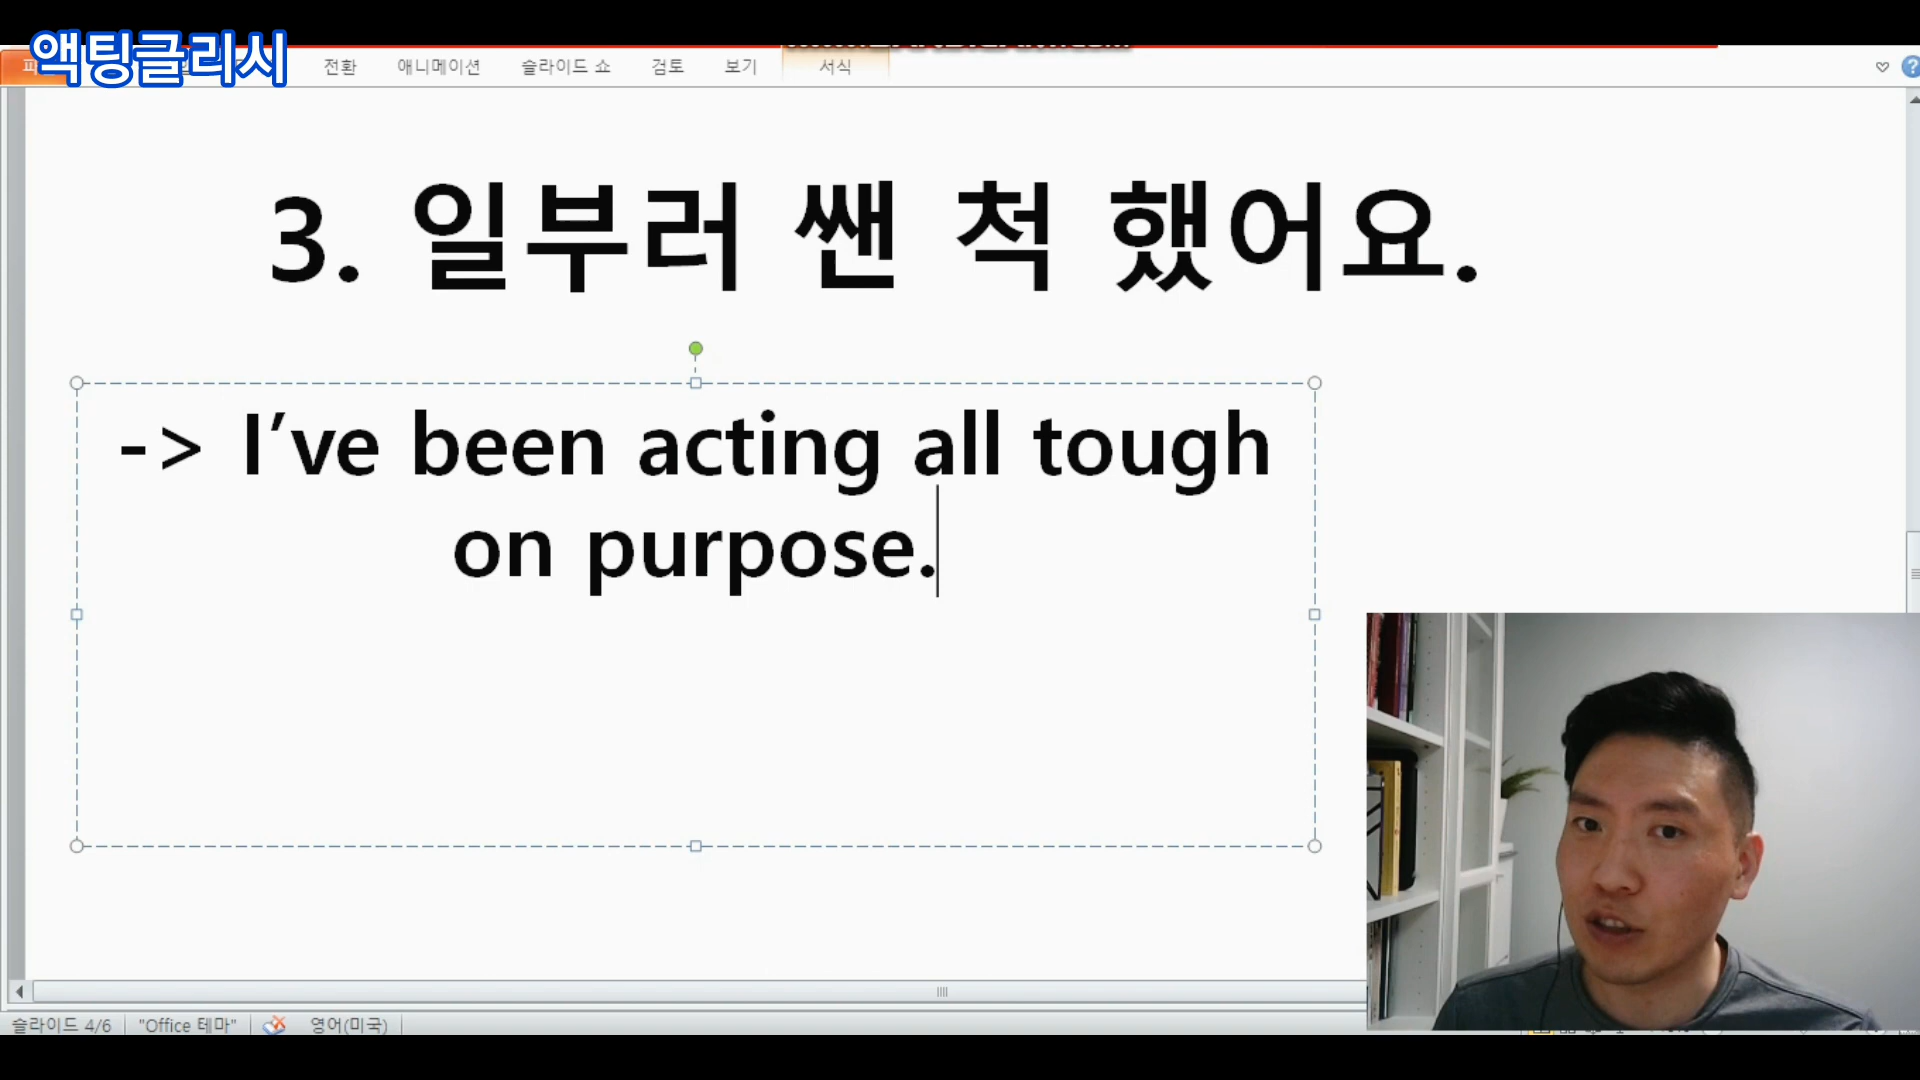 액팅글리시
전환 애니메이션 슬라이드 쇼 검토 보기 서식
3. 일부러 쌘 척 했어요.
-> I've been acting all tough
on purpose.
슬라이드 4/6 "Office 테마" 영어(미국)